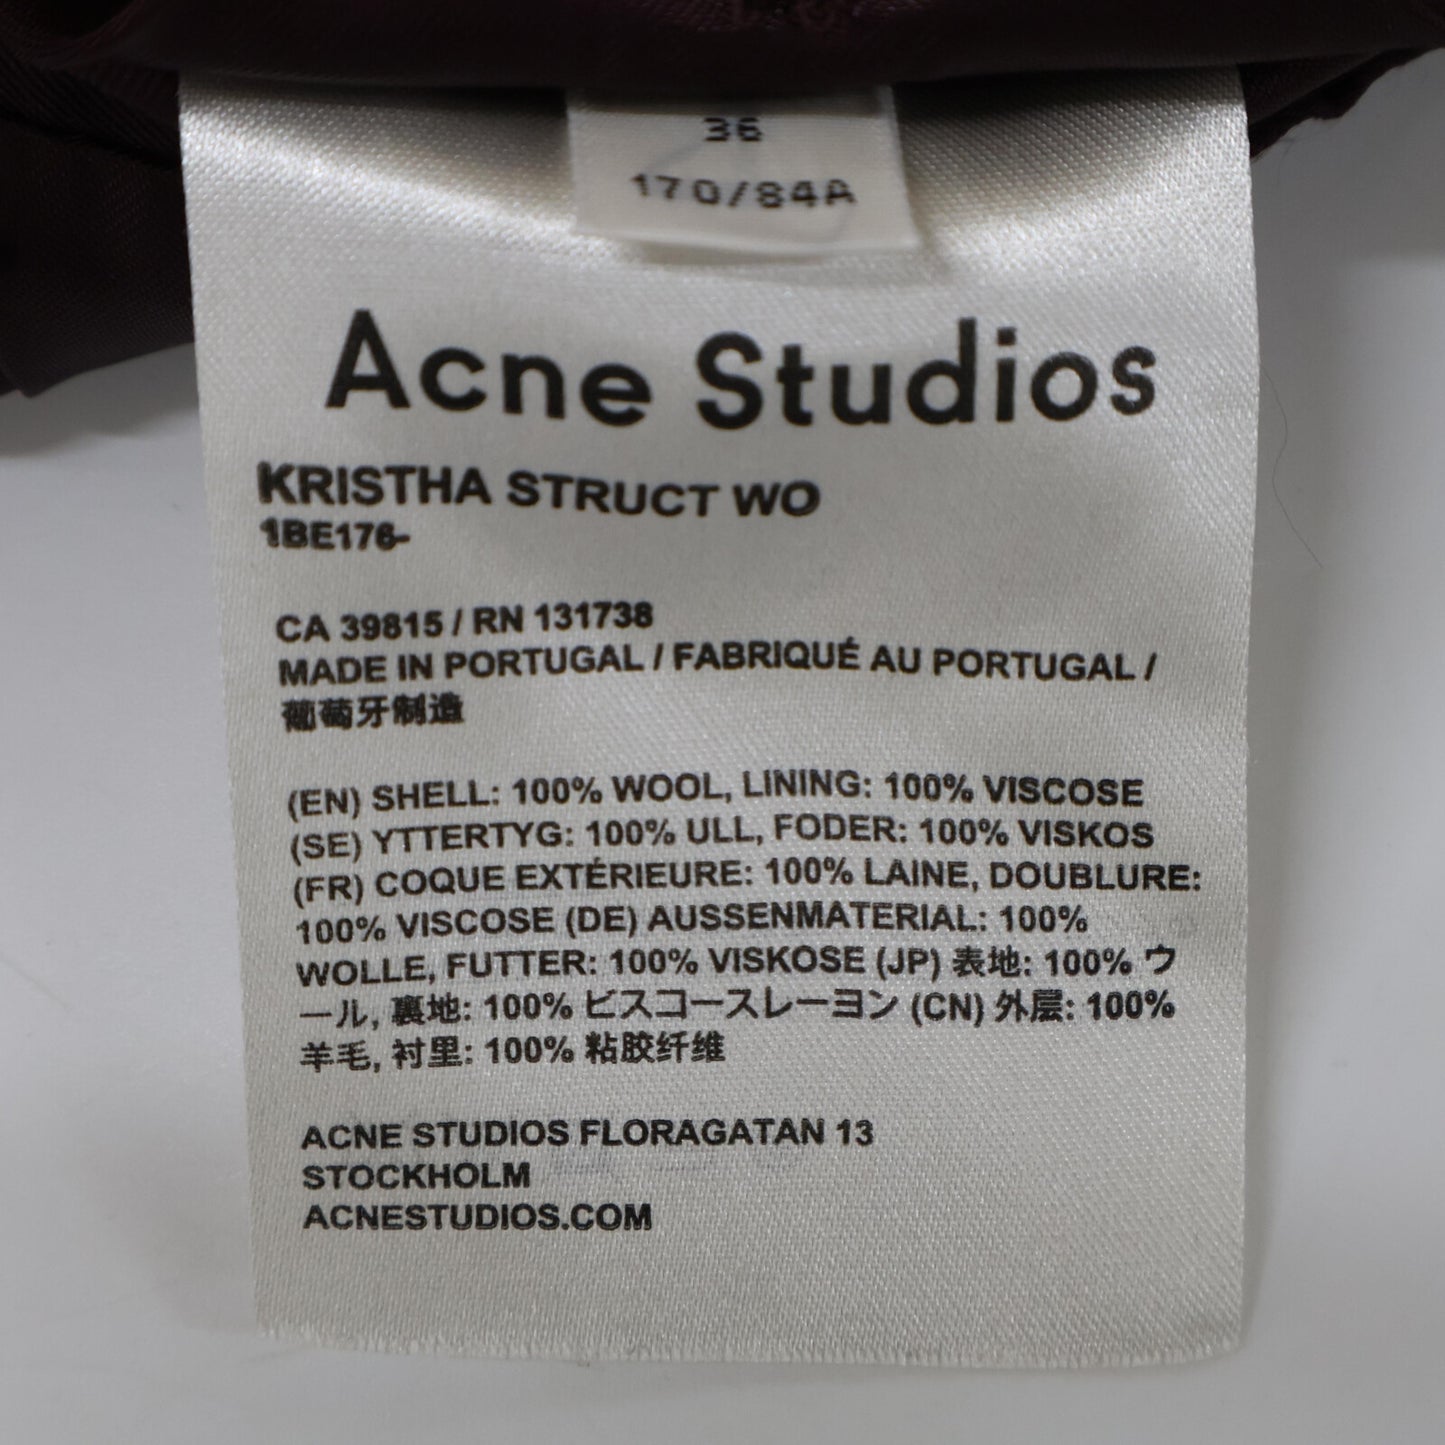 36
170/84A
Acne Studios
KRISTHA STRUCT WO
1BE176-
CA 39815 / RN 131738
MADE IN PORTUGAL / FABRIQUÉ AU PORTUGAL /
葡萄牙制造
(EN) SHELL: 100% WOOL, LINING: 100% VISCOSE
(SE) YTTERTYG: 100% ULL, FODER: 100% VISKOS
(FR) COQUE EXTÉRIEURE: 100% LAINE, DOUBLURE:
100% VISCOSE (DE) AUSSENMATERIAL: 100%
WOLLE, FUTTER: 100% VISKOSE (JP) 表地: 100% ウ
ール, 裏地: 100% ビスコースレーヨン (CN) 外层: 100%
羊毛, 衬里: 100% 粘胶纤维
ACNE STUDIOS FLORAGATAN 13
STOCKHOLM
ACNESTUDIOS.COM